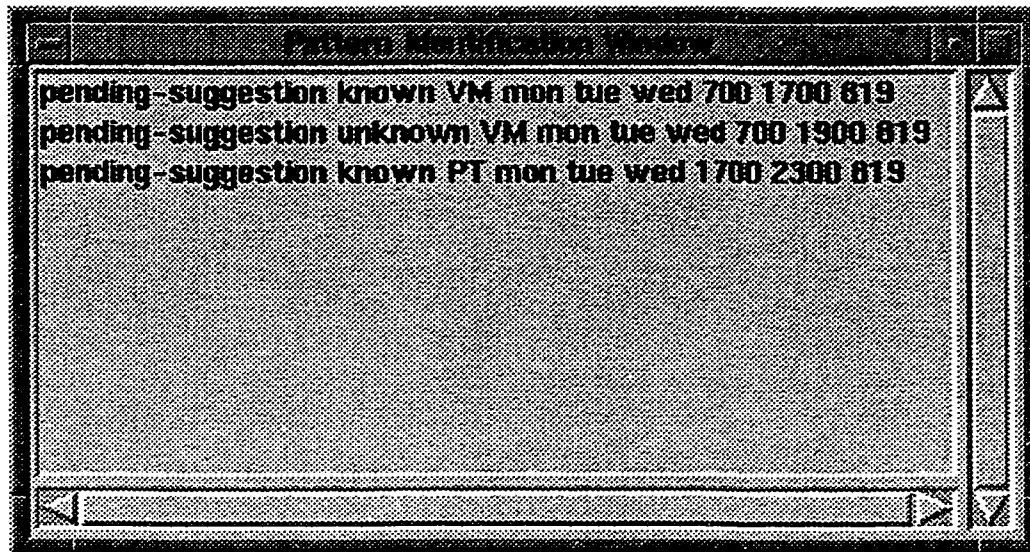 Pattern Identification Window
pending-suggestion known VM mon tue wed 700 1700 819
pending-suggestion unknown VM mon tue wed 700 1900 819
pending-suggestion known PT mon tue wed 1700 2300 819